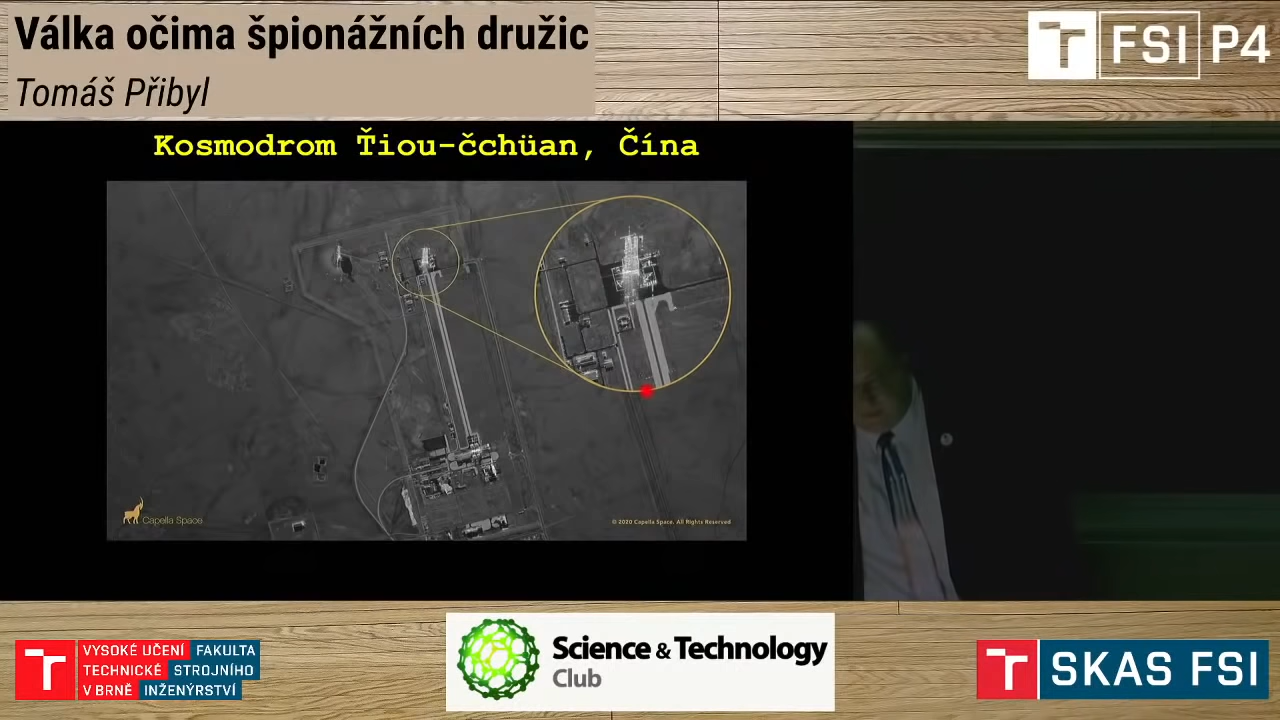 Válka očima špionážních družic
Tomáš Přibyl
FSI P4
Kosmodrom Ťiou-čchüan, Čína
Capella Space
© 2020 Capella Space. All Rights Reserved
VYSOKÉ UČENÍ FAKULTA
TECHNICKÉ STROJNÍHO
V BRNĚ INŽENÝRSTVÍ
Science & Technology
Club
SKAS FSI